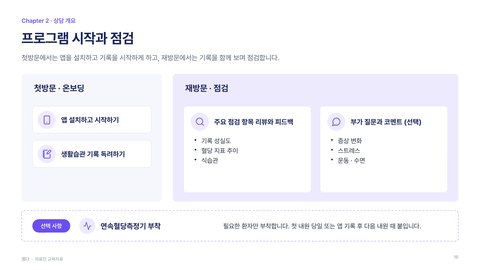 Chapter 2 · 상담 개요
프로그램 시작과 점검
첫방문에서는 앱을 설치하고 기록을 시작하게 하고, 재방문에서는 기록을 함께 보며 점검합니다.
첫방문 · 온보딩
앱 설치하고 시작하기
생활습관 기록 독려하기
재방문 · 점검
주요 점검 항목 리뷰와 피드백
• 기록 성실도
• 혈당 지표 추이
• 식습관
부가 질문과 코멘트 (선택)
• 증상 변화
• 스트레스
• 운동 · 수면
선택 사항
연속혈당측정기 부착
필요한 환자만 부착합니다. 첫 내원 당일 또는 앱 기록 후 다음 내원 때 붙입니다.
의료진 교육자료